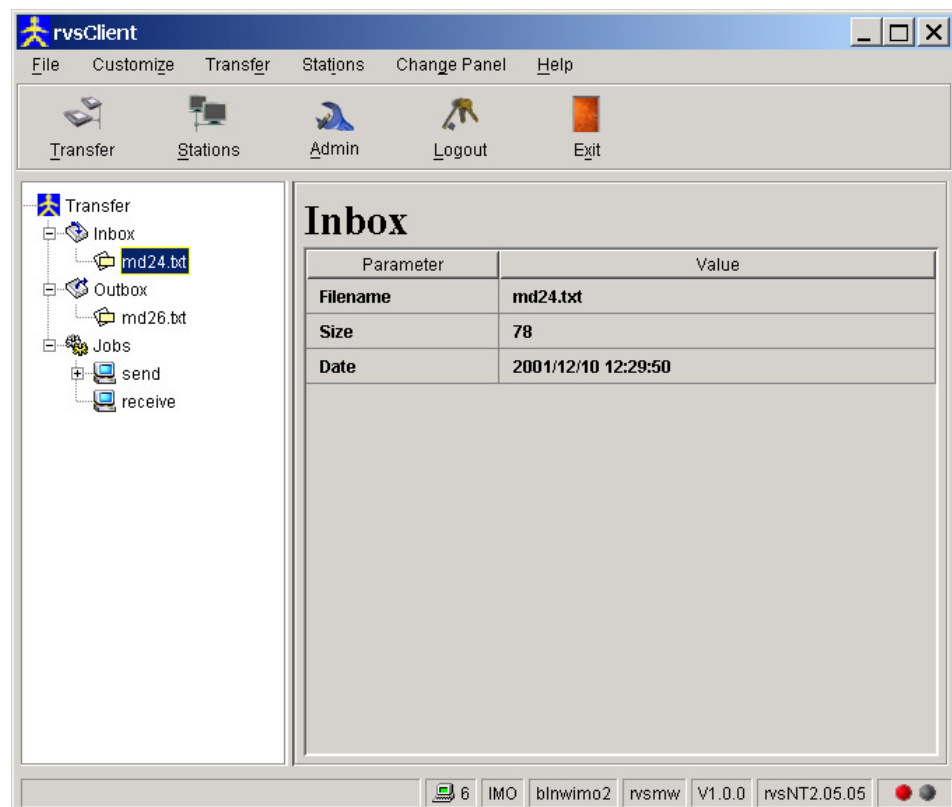 rvsClient
File Customize Transfer Stations Change Panel Help
Transfer Stations Admin Logout Exit
Transfer
Inbox
md24.txt
Outbox
md26.txt
Jobs
send
receive
Inbox
Parameter Value
Filename md24.txt
Size 78
Date 2001/12/10 12:29:50
6 IMO blnwimo2 rvsmw V1.0.0 rvsNT2.05.05